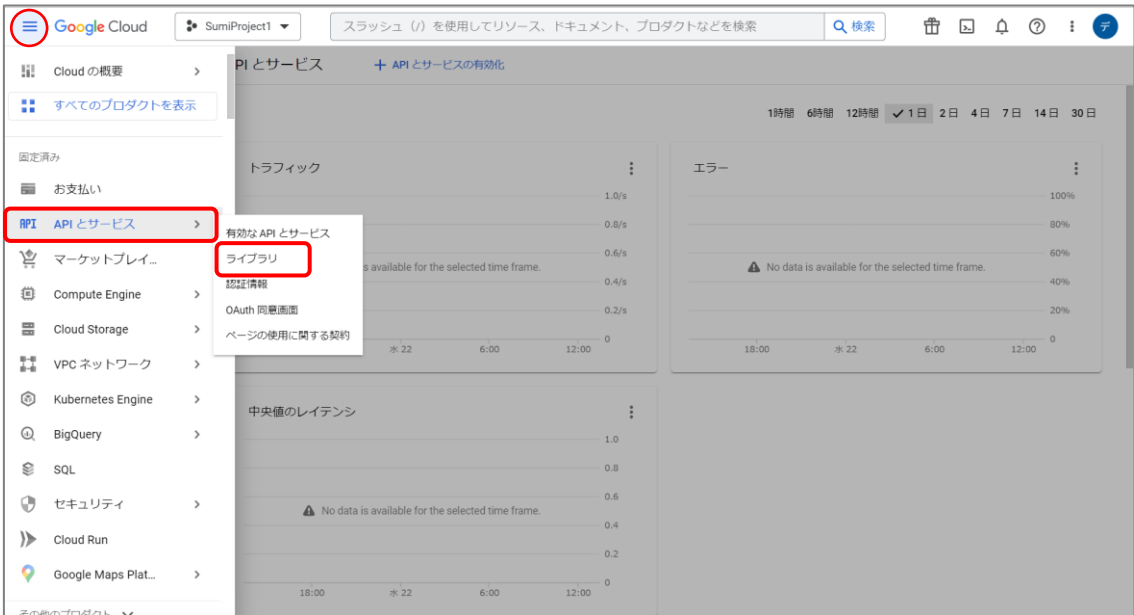 Google Cloud
SumiProject1
スラッシュ（/）を使用してリソース、ドキュメント、プロダクトなどを検索
検索
デ
Cloud の概要
すべてのプロダクトを表示
固定済み
お支払い
API API とサービス
マーケットプレイ...
Compute Engine
Cloud Storage
VPC ネットワーク
Kubernetes Engine
BigQuery
SQL
セキュリティ
Cloud Run
Google Maps Plat...
その他のプロダクト
有効な API とサービス
ライブラリ
認証情報
OAuth 同意画面
ページの使用に関する契約
PI とサービス
+ API とサービスの有効化
1時間 6時間 12時間 1 日 2 日 4 日 7 日 14 日 30 日
トラフィック
1.0/s
0.8/s
0.6/s
s available for the selected time frame.
0.4/s
0.2/s
0
水 22 6:00 12:00
エラー
100%
80%
60%
No data is available for the selected time frame.
40%
20%
0
18:00 水 22 6:00 12:00
中央値のレイテンシ
1.0
0.8
0.6
No data is available for the selected time frame.
0.4
0.2
0
18:00 水 22 6:00 12:00